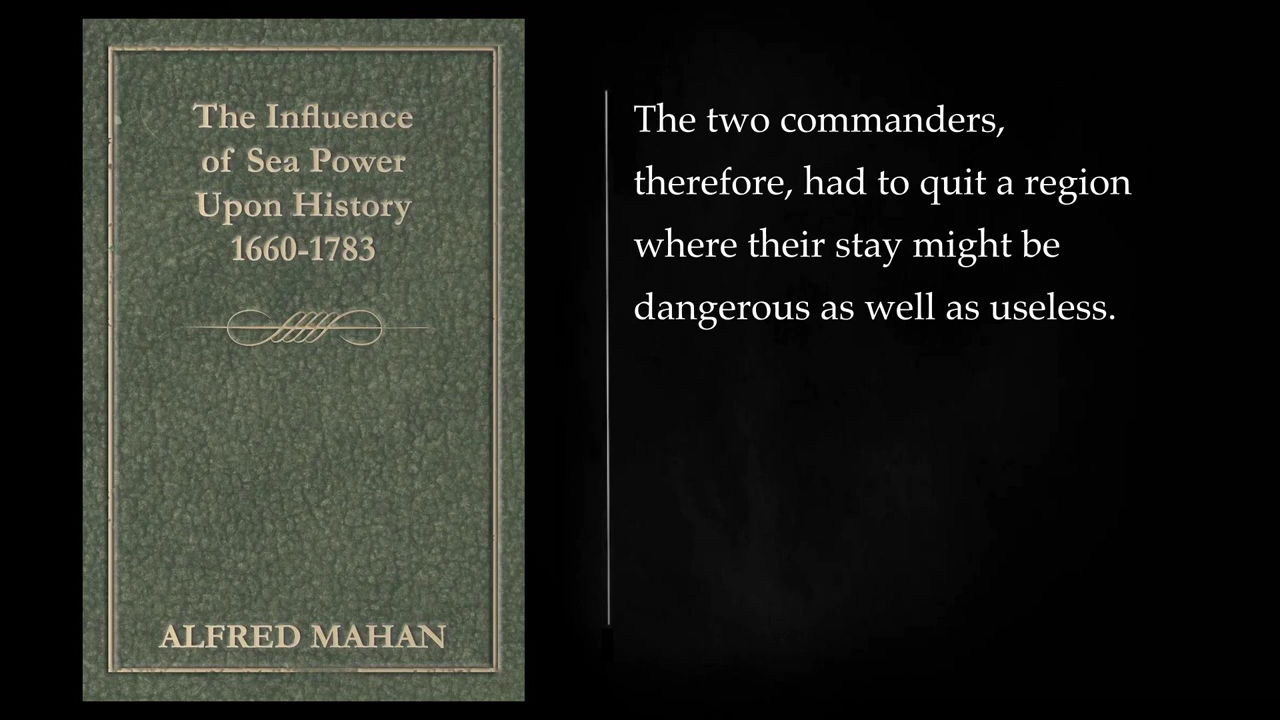 The Influence
of Sea Power
Upon History
1660-1783
ALFRED MAHAN
The two commanders,
therefore, had to quit a region
where their stay might be
dangerous as well as useless.